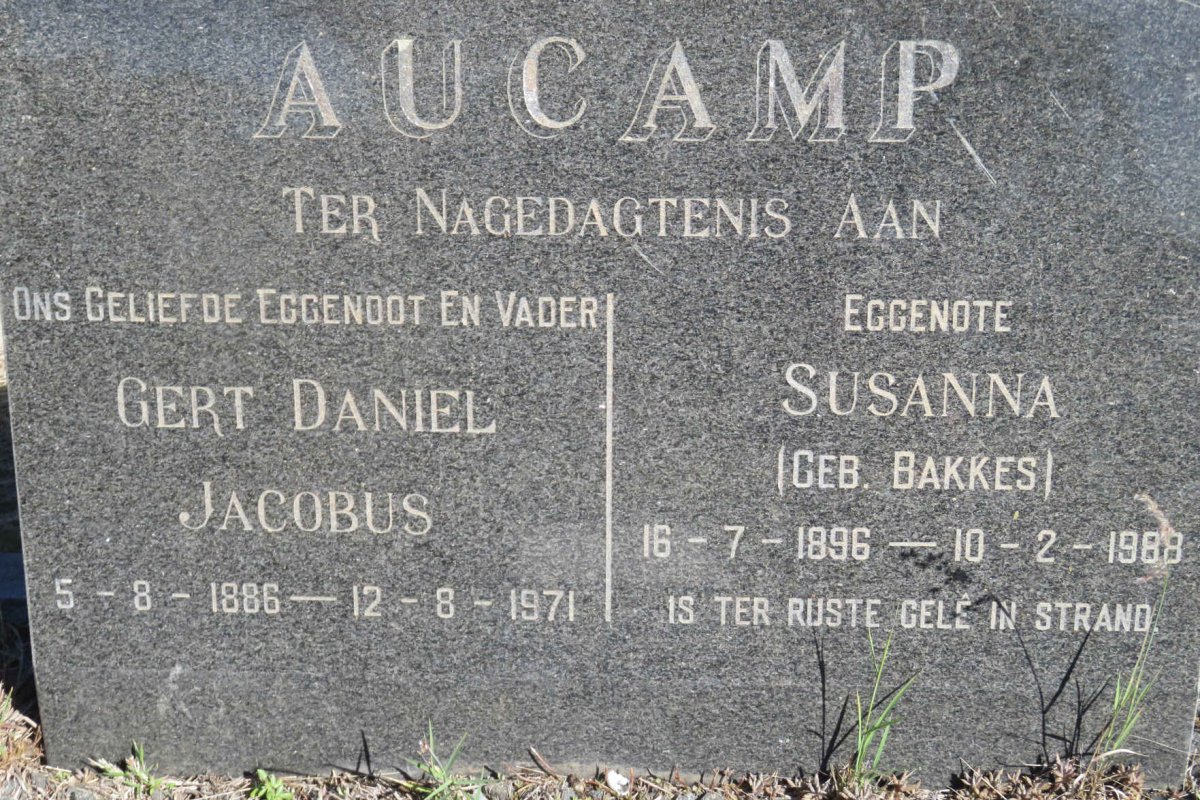 AUCAMP
TER NAGEDAGTENIS AAN
ONS GELIEFDE EGGENOOT EN VADER
GERT DANIEL
JACOBUS
5 - 8 - 1886 — 12 - 8 - 1971
EGGENOTE
SUSANNA
(GEB. BAKKES)
16 - 7 - 1896 — 10 - 2 - 1988
IS TER RUSTE GELÊ IN STRAND.